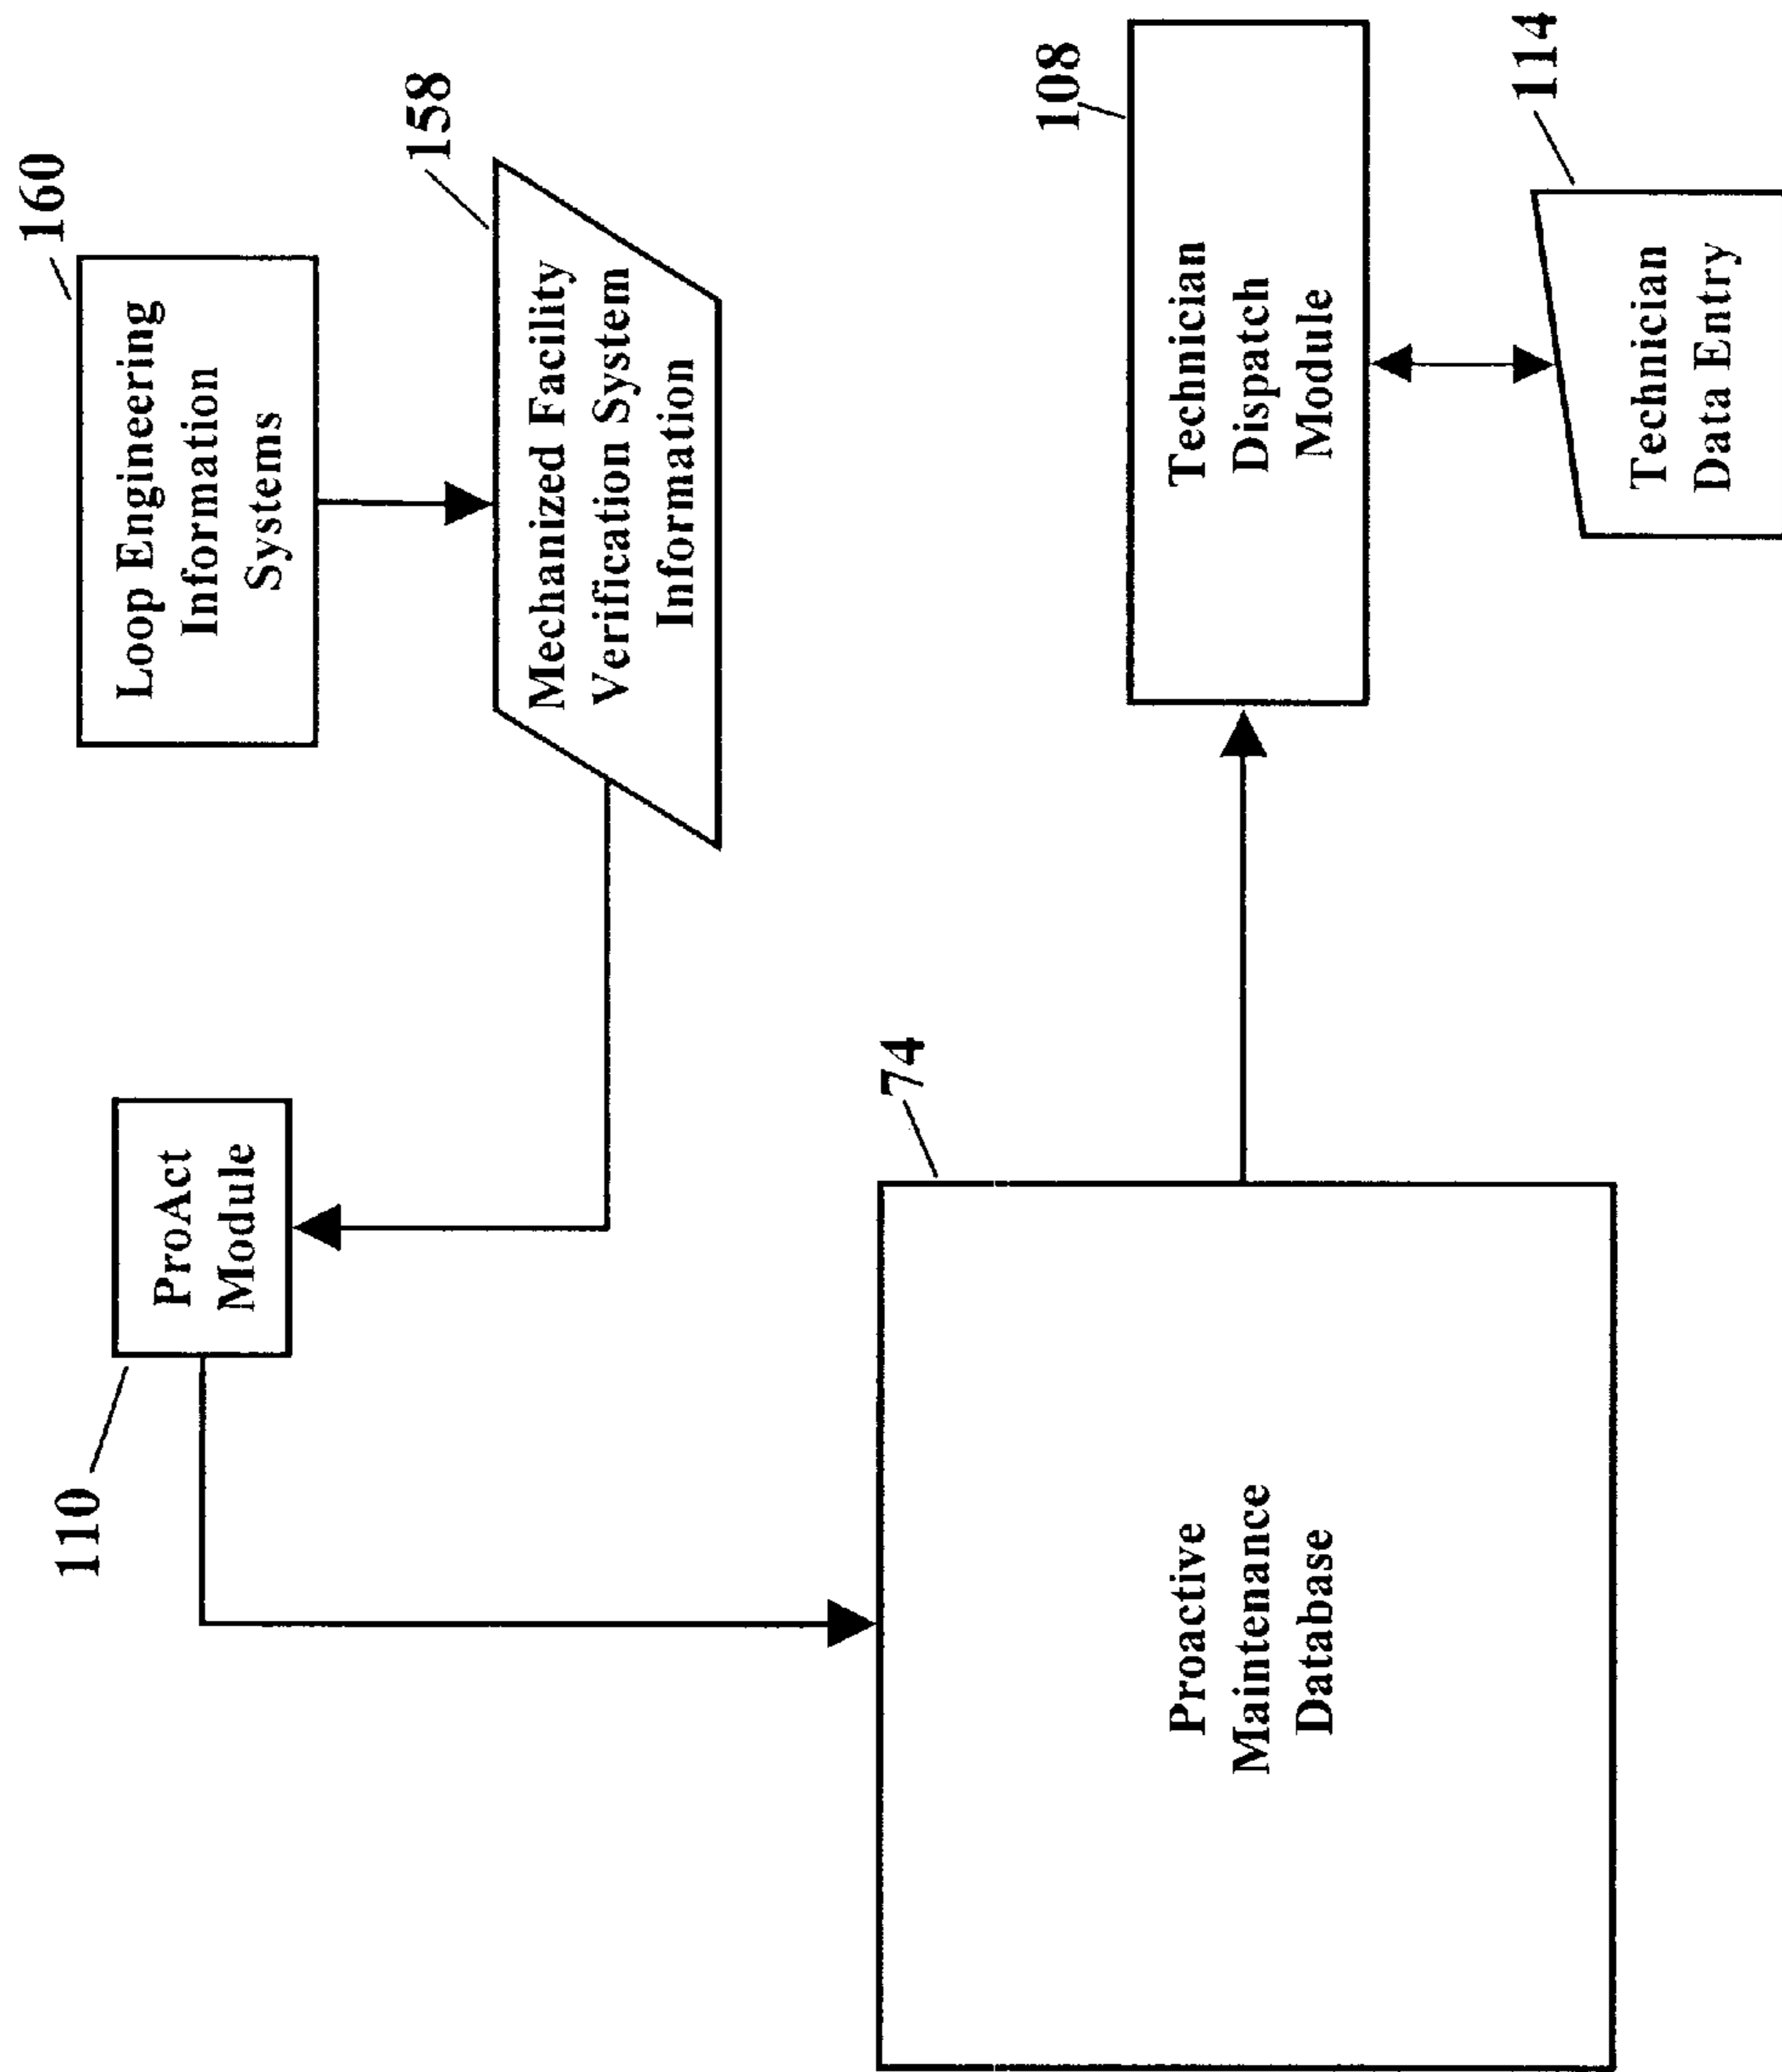 160
Loop Engineering
Information
Systems
158
Mechanized Facility
Verification System
Information
110
ProAct
Module
74
Proactive
Maintenance
Database
108
Technician
Dispatch
Module
114
Technician
Data Entry